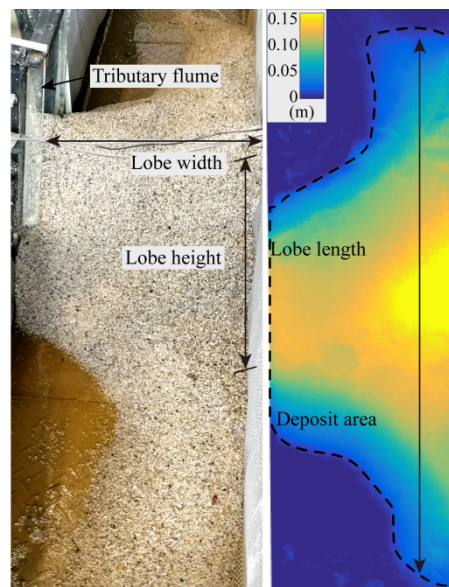 Tributary flume
Lobe width
Lobe height
0.15
0.10
0.05
0
(m)
Lobe length
Deposit area